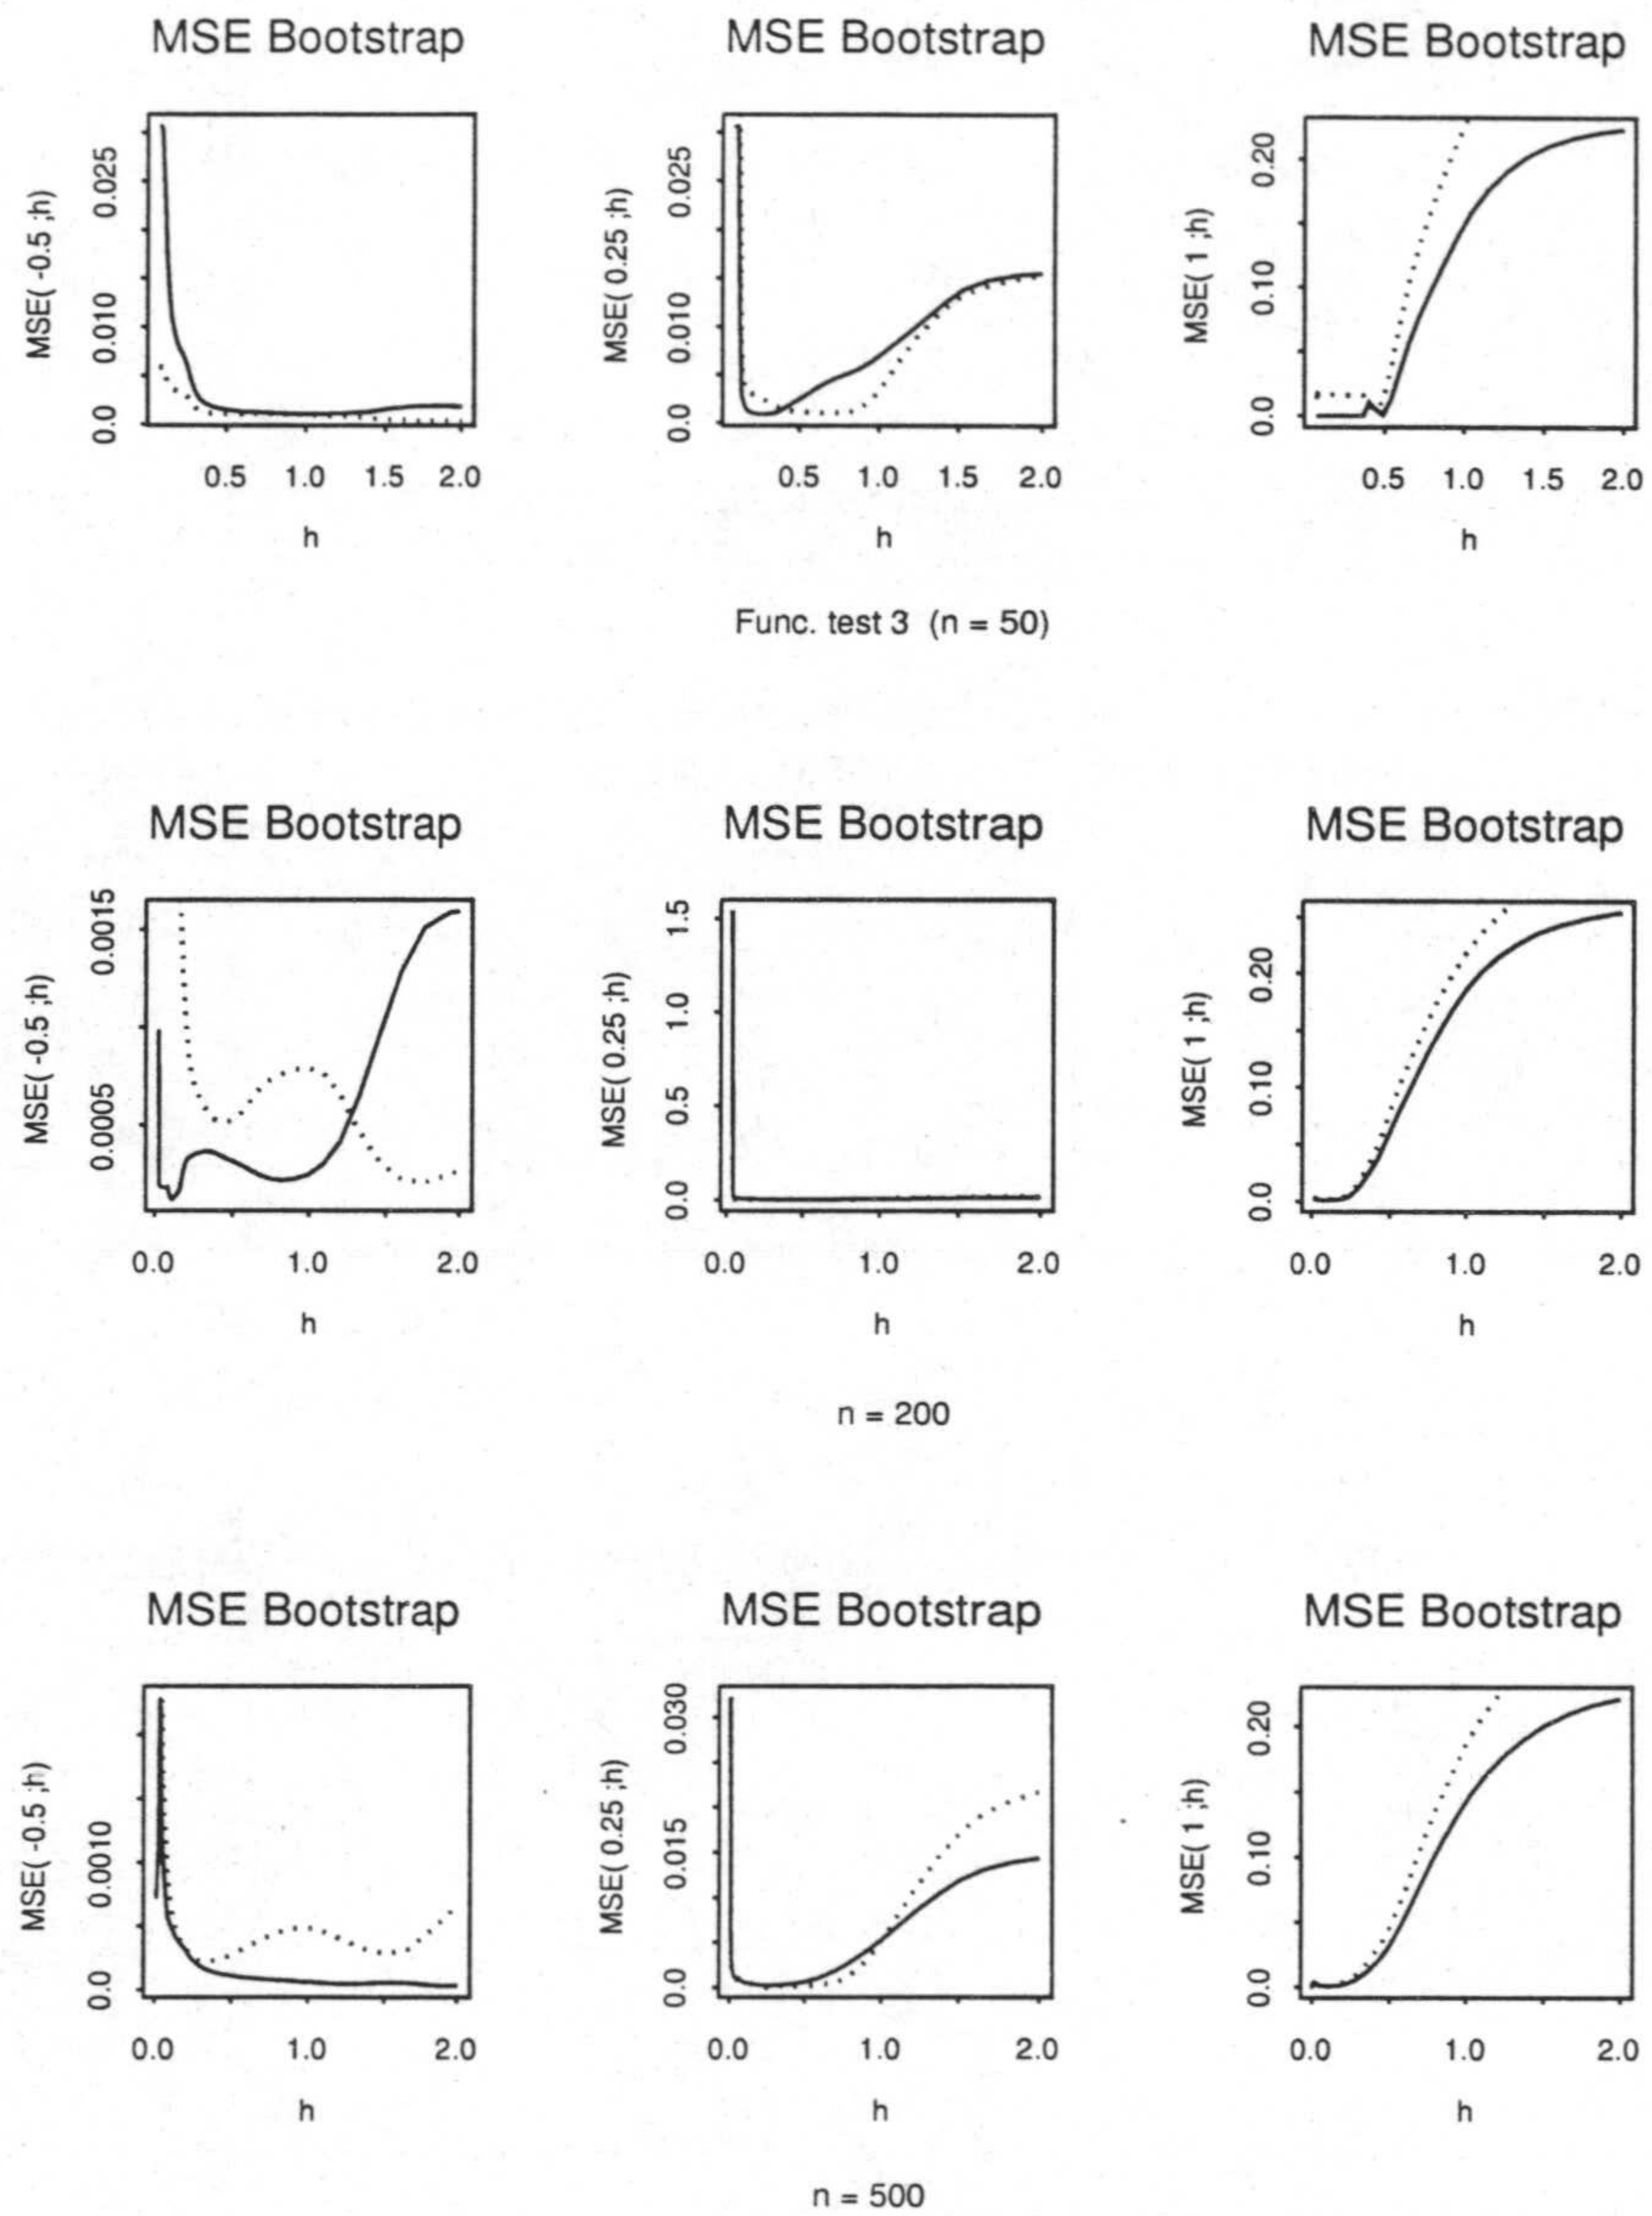 MSE Bootstrap
MSE Bootstrap
MSE Bootstrap
MSE( -0.5 ;h)
0.0 0.010 0.025
0.5 1.0 1.5 2.0
h
MSE( 0.25 ;h)
0.0 0.010 0.025
0.5 1.0 1.5 2.0
h
MSE( 1 ;h)
0.0 0.10 0.20
0.5 1.0 1.5 2.0
h
Func. test 3 (n = 50)
MSE Bootstrap
MSE Bootstrap
MSE Bootstrap
MSE( -0.5 ;h)
0.0005 0.0015
0.0 1.0 2.0
h
MSE( 0.25 ;h)
0.0 0.5 1.0 1.5
0.0 1.0 2.0
h
MSE( 1 ;h)
0.0 0.10 0.20
0.0 1.0 2.0
h
n = 200
MSE Bootstrap
MSE Bootstrap
MSE Bootstrap
MSE( -0.5 ;h)
0.0 0.0010
0.0 1.0 2.0
h
MSE( 0.25 ;h)
0.0 0.015 0.030
0.0 1.0 2.0
h
MSE( 1 ;h)
0.0 0.10 0.20
0.0 1.0 2.0
h
n = 500